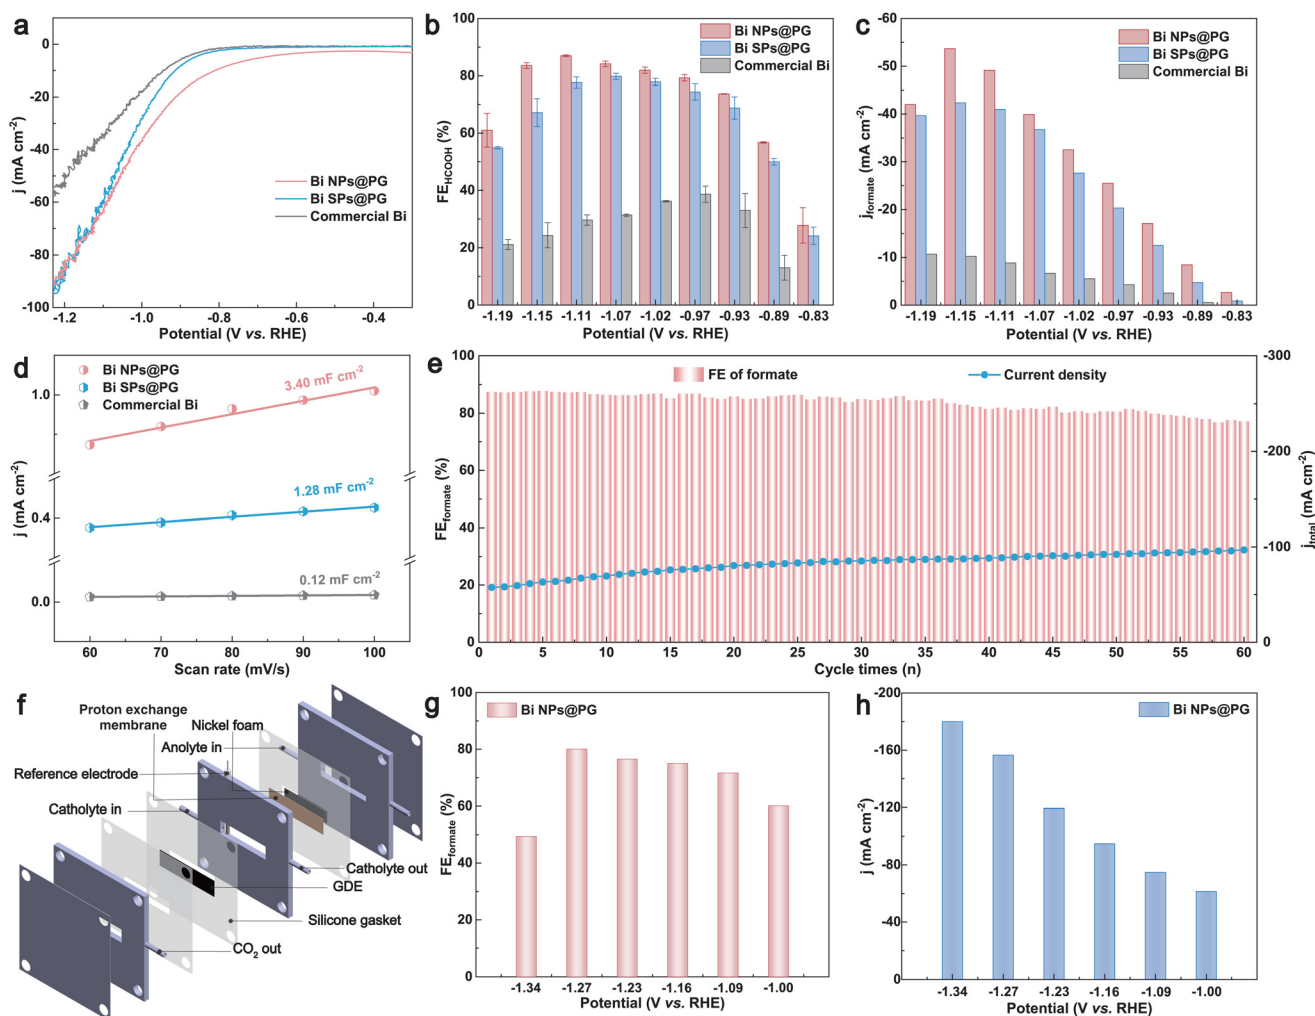 a
j (mA cm⁻²)
0
-20
-40
-60
-80
-100
Bi NPs@PG
Bi SPs@PG
Commercial Bi
-1.2 -1.0 -0.8 -0.6 -0.4
Potential (V vs. RHE)
b
FE_HCOOH (%)
100
80
60
40
20
0
Bi NPs@PG
Bi SPs@PG
Commercial Bi
-1.19 -1.15 -1.11 -1.07 -1.02 -0.97 -0.93 -0.89 -0.83
Potential (V vs. RHE)
c
j_formate (mA cm⁻²)
-60
-50
-40
-30
-20
-10
0
Bi NPs@PG
Bi SPs@PG
Commercial Bi
-1.19 -1.15 -1.11 -1.07 -1.02 -0.97 -0.93 -0.89 -0.83
Potential (V vs. RHE)
d
j (mA cm⁻²)
1.0
0.4
0.0
Bi NPs@PG
Bi SPs@PG
Commercial Bi
3.40 mF cm⁻²
1.28 mF cm⁻²
0.12 mF cm⁻²
60 70 80 90 100
Scan rate (mV/s)
e
FE_formate (%)
100
80
60
40
20
0
FE of formate
Current density
-300
-200
-100
0
j_total (mA cm⁻²)
0 5 10 15 20 25 30 35 40 45 50 55 60
Cycle times (n)
f
Proton exchange
membrane
Nickel foam
Anolyte in
Reference electrode
Catholyte in
Catholyte out
GDE
Silicone gasket
CO₂ out
g
FE_formate (%)
100
80
60
40
20
0
Bi NPs@PG
-1.34 -1.27 -1.23 -1.16 -1.09 -1.00
Potential (V vs. RHE)
h
j (mA cm⁻²)
-200
-160
-120
-80
-40
0
Bi NPs@PG
-1.34 -1.27 -1.23 -1.16 -1.09 -1.00
Potential (V vs. RHE)